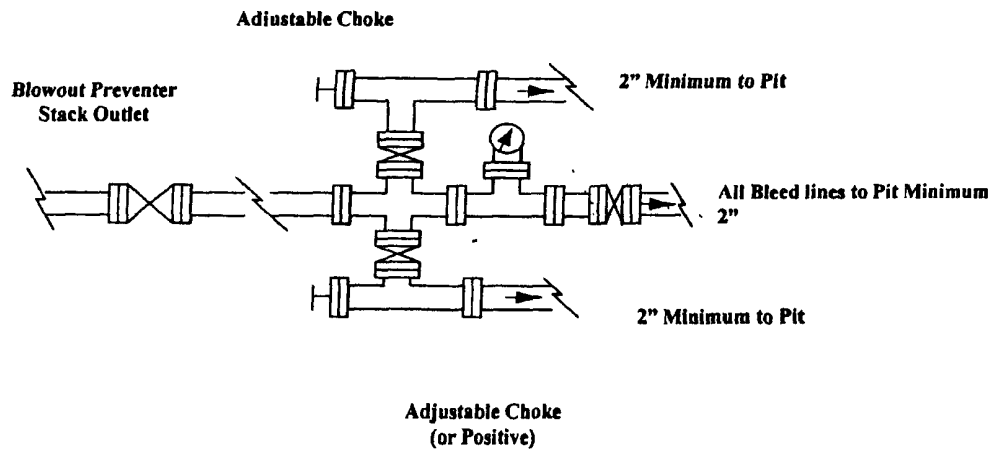 Adjustable Choke
2” Minimum to Pit
Blowout Preventer
Stack Outlet
All Bleed lines to Pit Minimum
2”
2” Minimum to Pit
Adjustable Choke
(or Positive)